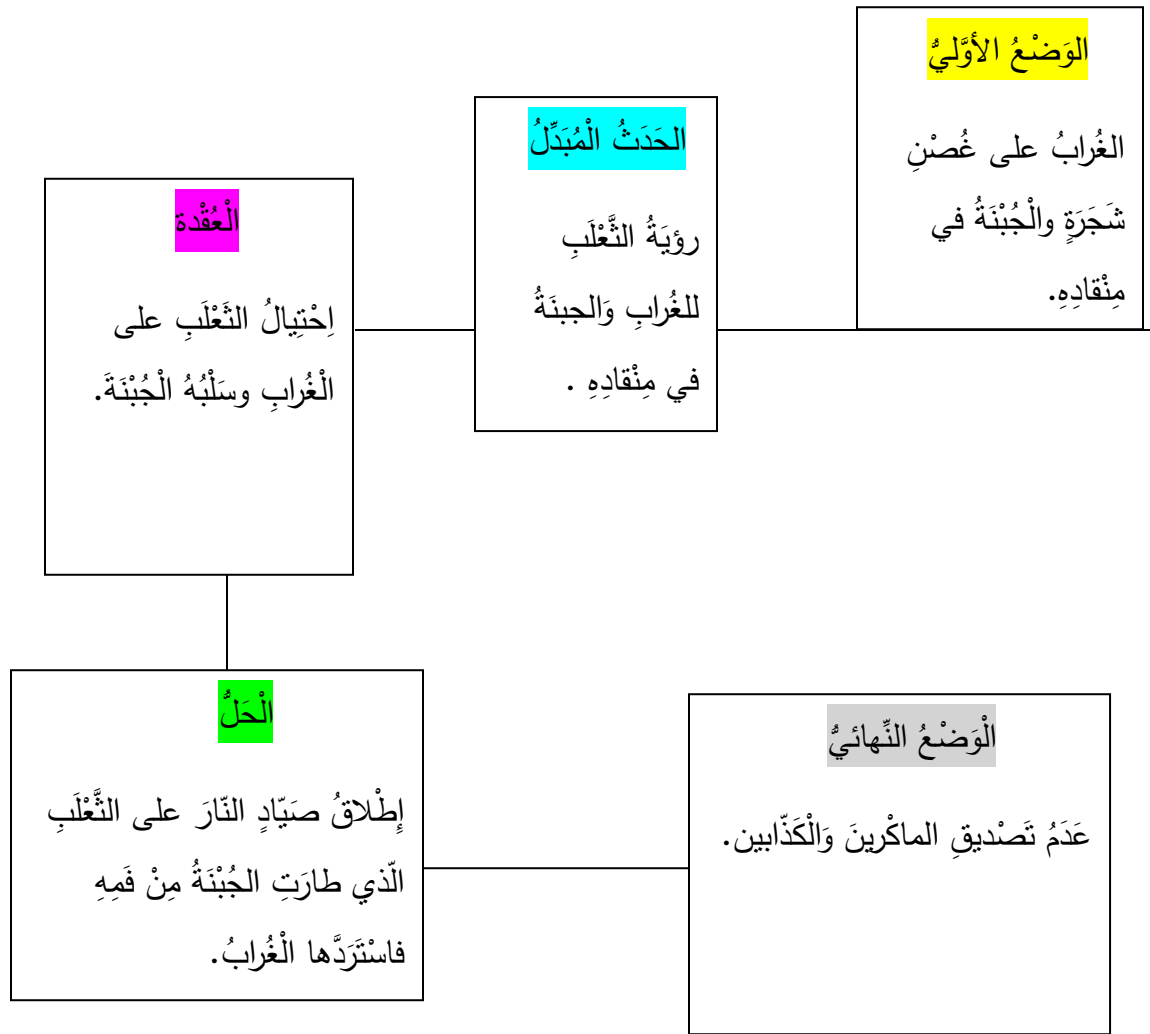 الوَضْعُ الأوَّليُّ
الغُرابُ على غُصْنِ
شَجَرَةٍ والْجُبْنَةُ في
مِنْقادِهِ.
الحَدَثُ الْمُبَدِّلُ
رؤيَةُ الثَّعْلَبِ
للغُرابِ وَالجبنَةُ
في مِنْقادِهِ .
الْعُقْدة
اِحْتِيالُ الثَعْلَبِ على
الْغُرابِ وسَلْبُهُ الْجُبْنَةَ.
الْحَلُّ
إِطْلاقُ صَيّادٍ النّارَ على الثَّعْلَبِ
الّذي طارَتِ الجُبْنَةُ مِنْ فَمِهِ
فاسْتَرَدَّها الْغُرابُ.
الْوَضْعُ النِّهائيُّ
عَدَمُ تَصْديقِ الماكْرينَ وَالْكَذّابين.